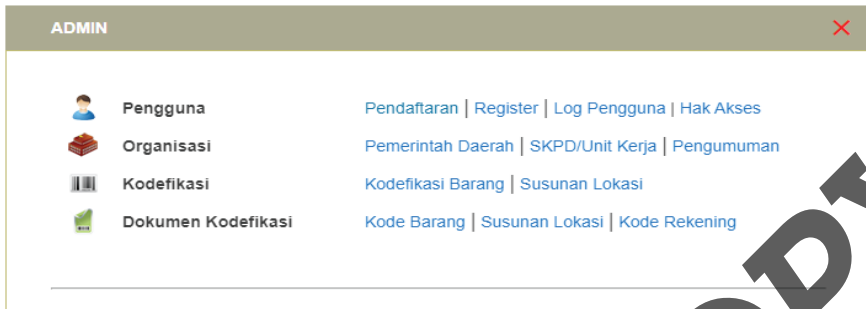 ADMIN
Pengguna Pendaftaran | Register | Log Pengguna | Hak Akses
Organisasi Pemerintah Daerah | SKPD/Unit Kerja | Pengumuman
Kodefikasi Kodefikasi Barang | Susunan Lokasi
Dokumen Kodefikasi Kode Barang | Susunan Lokasi | Kode Rekening